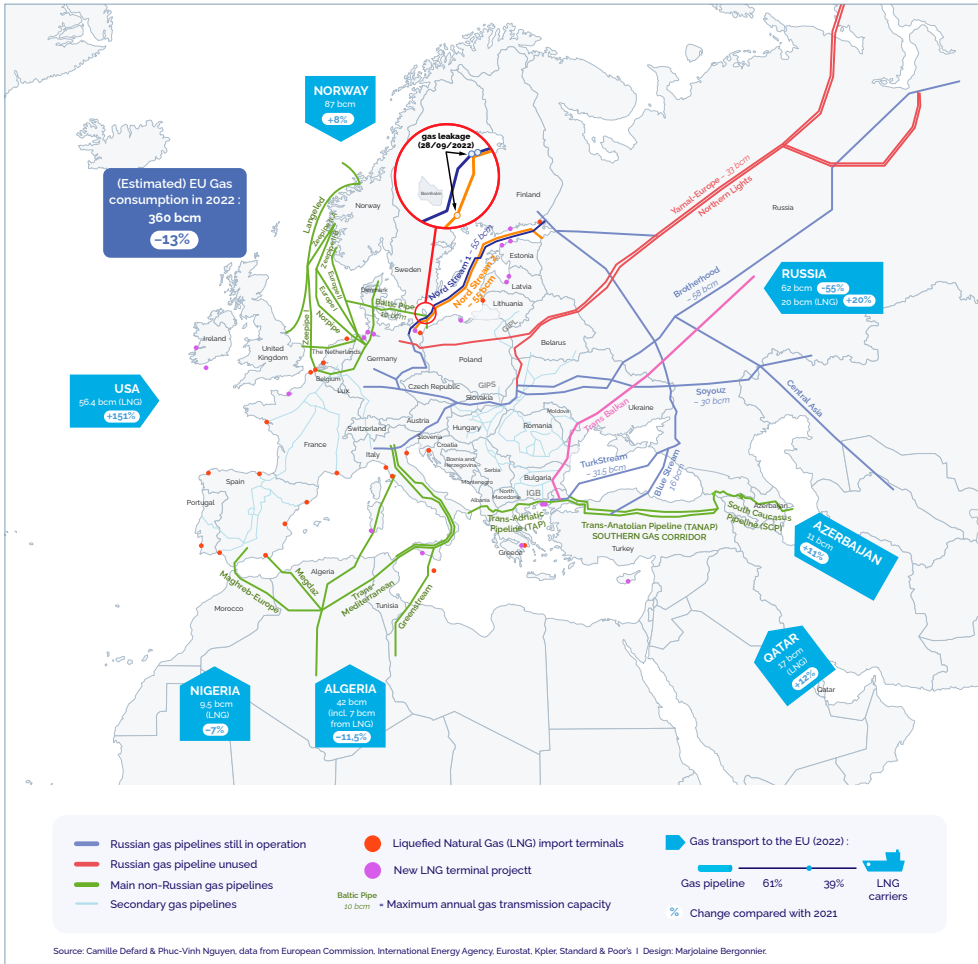 NORWAY
87 bcm
+8%
gas leakage
(28/09/2022)
Bornholm
(Estimated) EU Gas
consumption in 2022 :
360 bcm
-13%
Norway
Finland
Russia
Yamal-Europe - 33 bcm
Northern Lights
Langeled
Zeepipe
Europe II
Europe I
Norpipe
Zeepipe I
Sweden
Denmark
Baltic Pipe
10 bcm
Nord Stream 1 - 55 bcm
Nord Stream 2
- 55 bcm
Estonia
Latvia
Lithuania
GIPL
Brotherhood
- 58 bcm
RUSSIA
62 bcm -55%
20 bcm (LNG) +20%
Ireland
United
Kingdom
The Netherlands
Belgium
Lux
Germany
Poland
Belarus
USA
56.4 bcm (LNG)
+151%
Czech Republic
GIPS
Slovakia
Soyouz
- 30 bcm
Central Asia
Ukraine
Moldova
Trans Balkan
France
Switzerland
Austria
Hungary
Romania
Slovenia
Croatia
Italy
Bosnia and
Herzegovina
Serbia
Montenegro
TurkStream
- 31.5 bcm
Blue Stream
16 bcm
Spain
Portugal
Bulgaria
North
Macedonia
Albania
IGB
Trans-Adriatic
Pipeline (TAP)
Azerbaijan
South Caucasus
Pipeline (SCP)
Trans-Anatolian Pipeline (TANAP)
SOUTHERN GAS CORRIDOR
Turkey
Greece
AZERBAIJAN
11 bcm
+11%
Maghreb-Europe
Megdaz
Algeria
Trans-
Mediterranean
Tunisia
Greenstream
Morocco
QATAR
17 bcm
(LNG)
+12%
Qatar
NIGERIA
9.5 bcm
(LNG)
-7%
ALGERIA
42 bcm
(incl. 7 bcm
from LNG)
-11,5%
Russian gas pipelines still in operation
Russian gas pipeline unused
Main non-Russian gas pipelines
Secondary gas pipelines
Liquefied Natural Gas (LNG) import terminals
New LNG terminal projectt
Baltic Pipe
10 bcm
= Maximum annual gas transmission capacity
Gas transport to the EU (2022) :
Gas pipeline 61% 39% LNG
carriers
% Change compared with 2021
Source: Camille Defard & Phuc-Vinh Nguyen, data from European Commission, International Energy Agency, Eurostat, Kpler, Standard & Poor's I Design: Marjolaine Bergonnier.